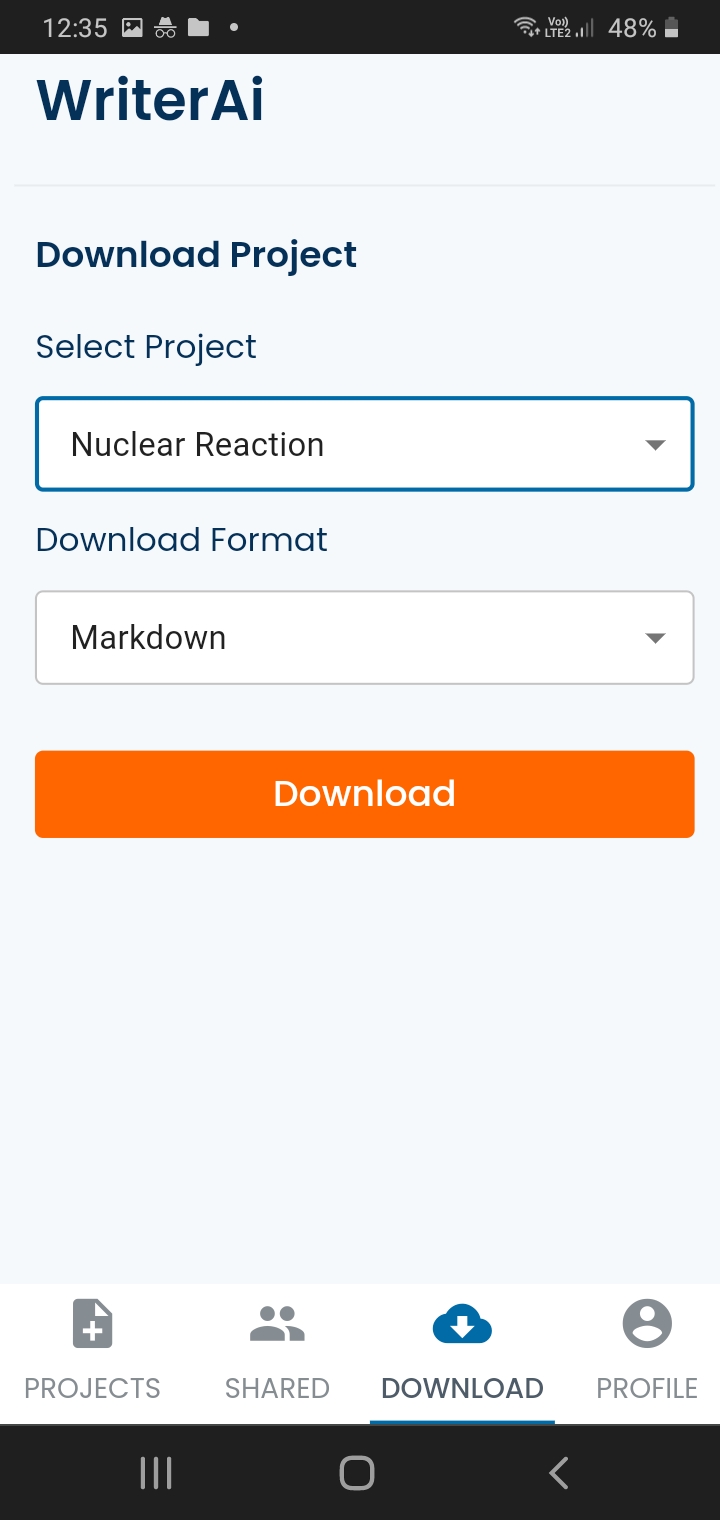 12:35
Vo))
LTE2
48%
WriterAi
Download Project
Select Project
Nuclear Reaction
Download Format
Markdown
Download
PROJECTS
SHARED
DOWNLOAD
PROFILE